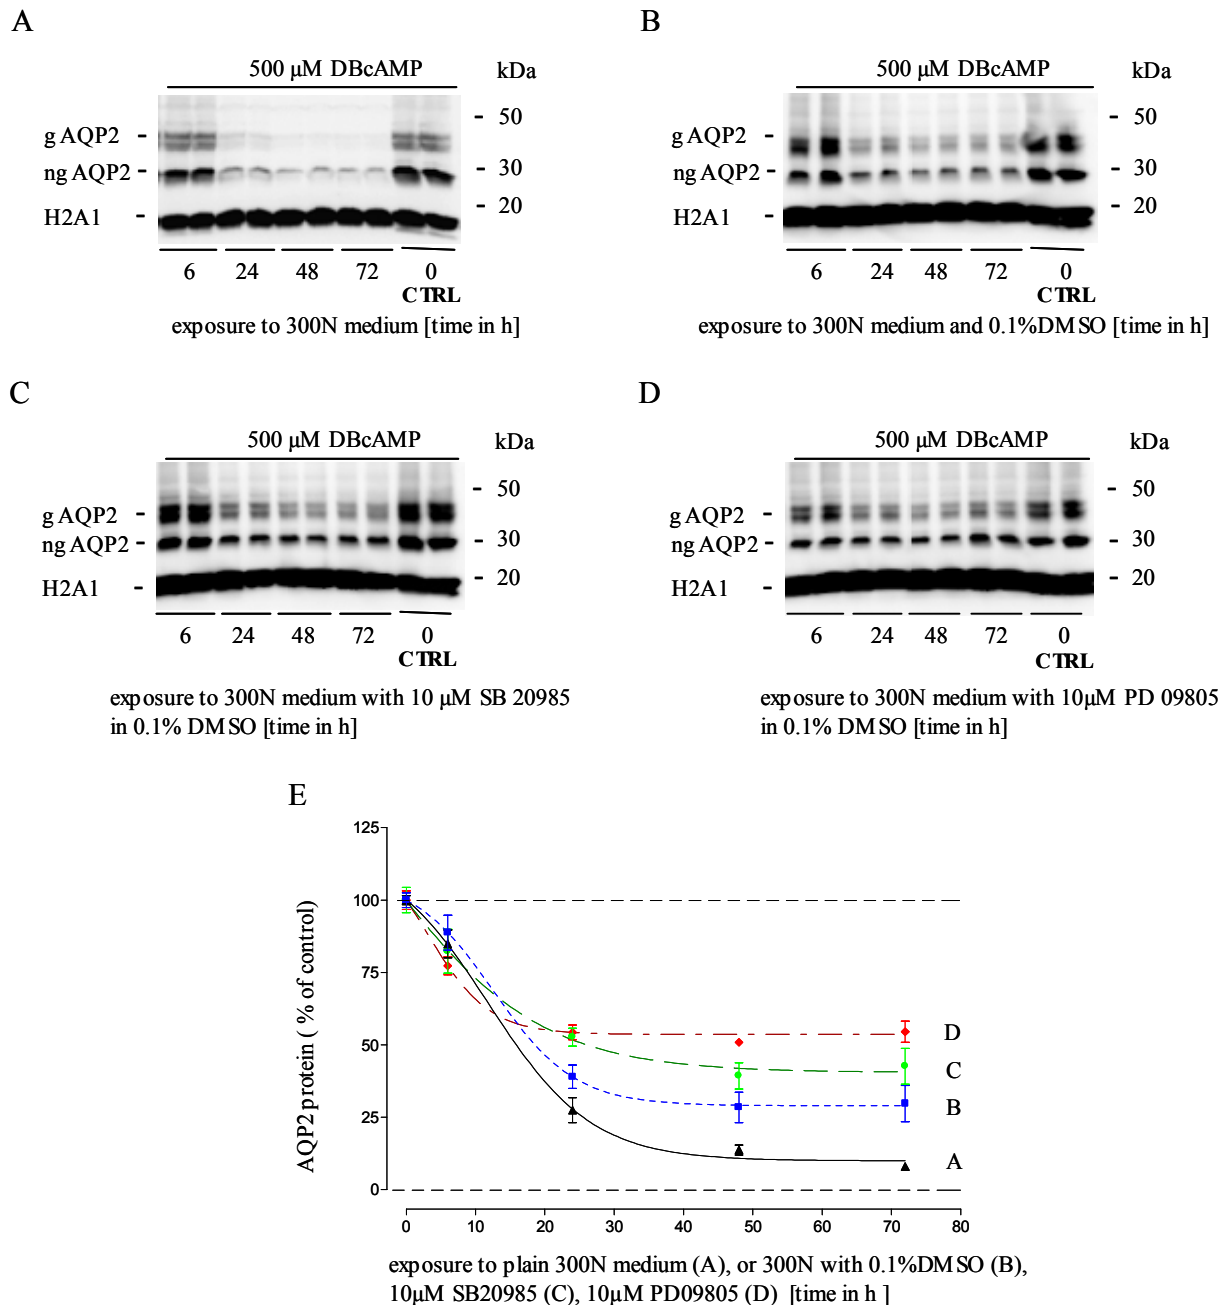 A
500 µM DBcAMP
kDa
50
g AQP2
ng AQP2
30
H2A1
20
6 24 48 72 0
CTRL
exposure to 300N medium [time in h]
B
500 µM DBcAMP
kDa
50
g AQP2
ng AQP2
30
20
H2A1
6 24 48 72 0
CTRL
exposure to 300N medium and 0.1%DMSO [time in h]
C
500 µM DBcAMP
kDa
50
g AQP2
ng AQP2
30
20
H2A1
6 24 48 72 0
CTRL
exposure to 300N medium with 10 µM SB 20985
in 0.1% DMSO [time in h]
D
500 µM DBcAMP
kDa
50
g AQP2
ng AQP2
30
20
H2A1
6 24 48 72 0
CTRL
exposure to 300N medium with 10µM PD 09805
in 0.1% DMSO [time in h]
E
AQP2 protein ( % of control)
125
100
75
50
25
0
D
C
B
A
0 10 20 30 40 50 60 70 80
exposure to plain 300N medium (A), or 300N with 0.1%DMSO (B),
10µM SB20985 (C), 10µM PD09805 (D) [time in h ]